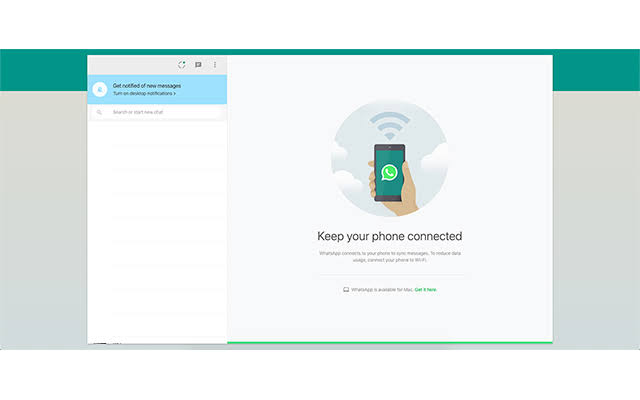 Get notified of new messages
Turn on desktop notifications >
Search or start new chat
Keep your phone connected
WhatsApp connects to your phone to sync messages. To reduce data
usage, connect your phone to Wi-Fi.
WhatsApp is available for Mac. Get it here.